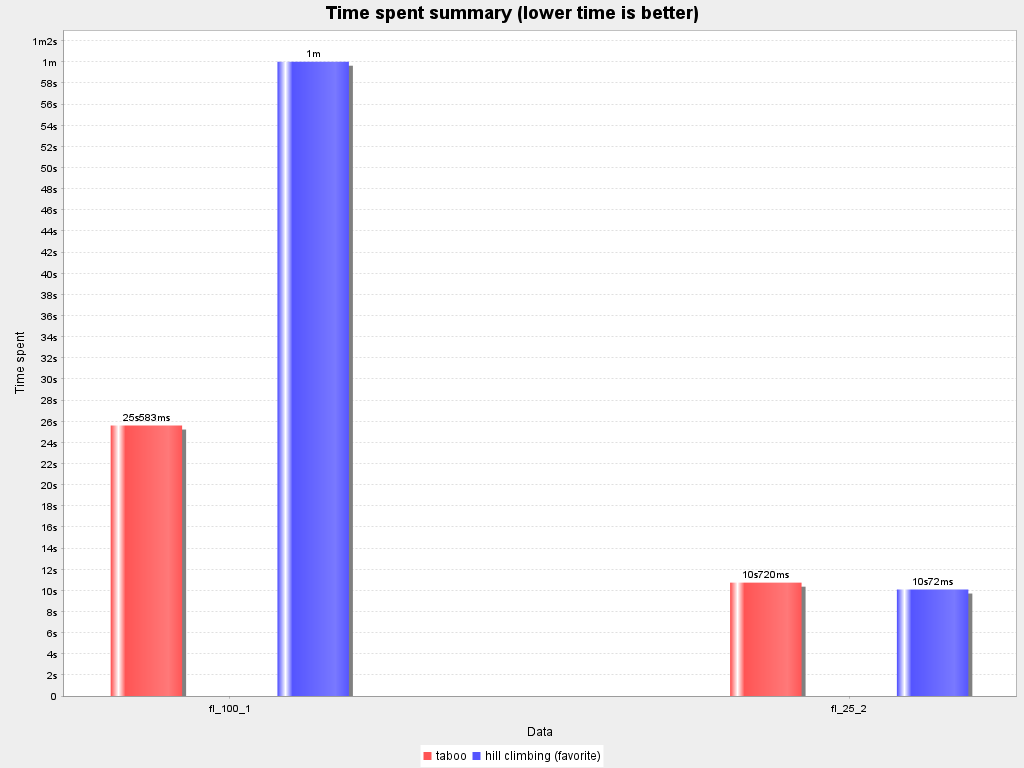 Time spent summary (lower time is better)
1m2s
1m
58s
56s
54s
52s
50s
48s
46s
44s
42s
40s
38s
36s
34s
32s
30s
28s
26s
24s
22s
20s
18s
16s
14s
12s
10s
8s
6s
4s
2s
0
Time spent
25s583ms
1m
10s720ms
10s72ms
fl_100_1
fl_25_2
Data
taboo
hill climbing (favorite)